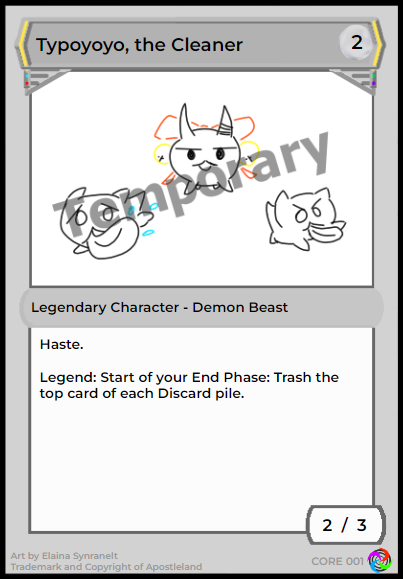 Typoyoyo, the Cleaner
2
Temporary
Legendary Character - Demon Beast
Haste.
Legend: Start of your End Phase: Trash the
top card of each Discard pile.
2 / 3
Art by Elaina Synranelt
Trademark and Copyright of Apostleland
CORE 001